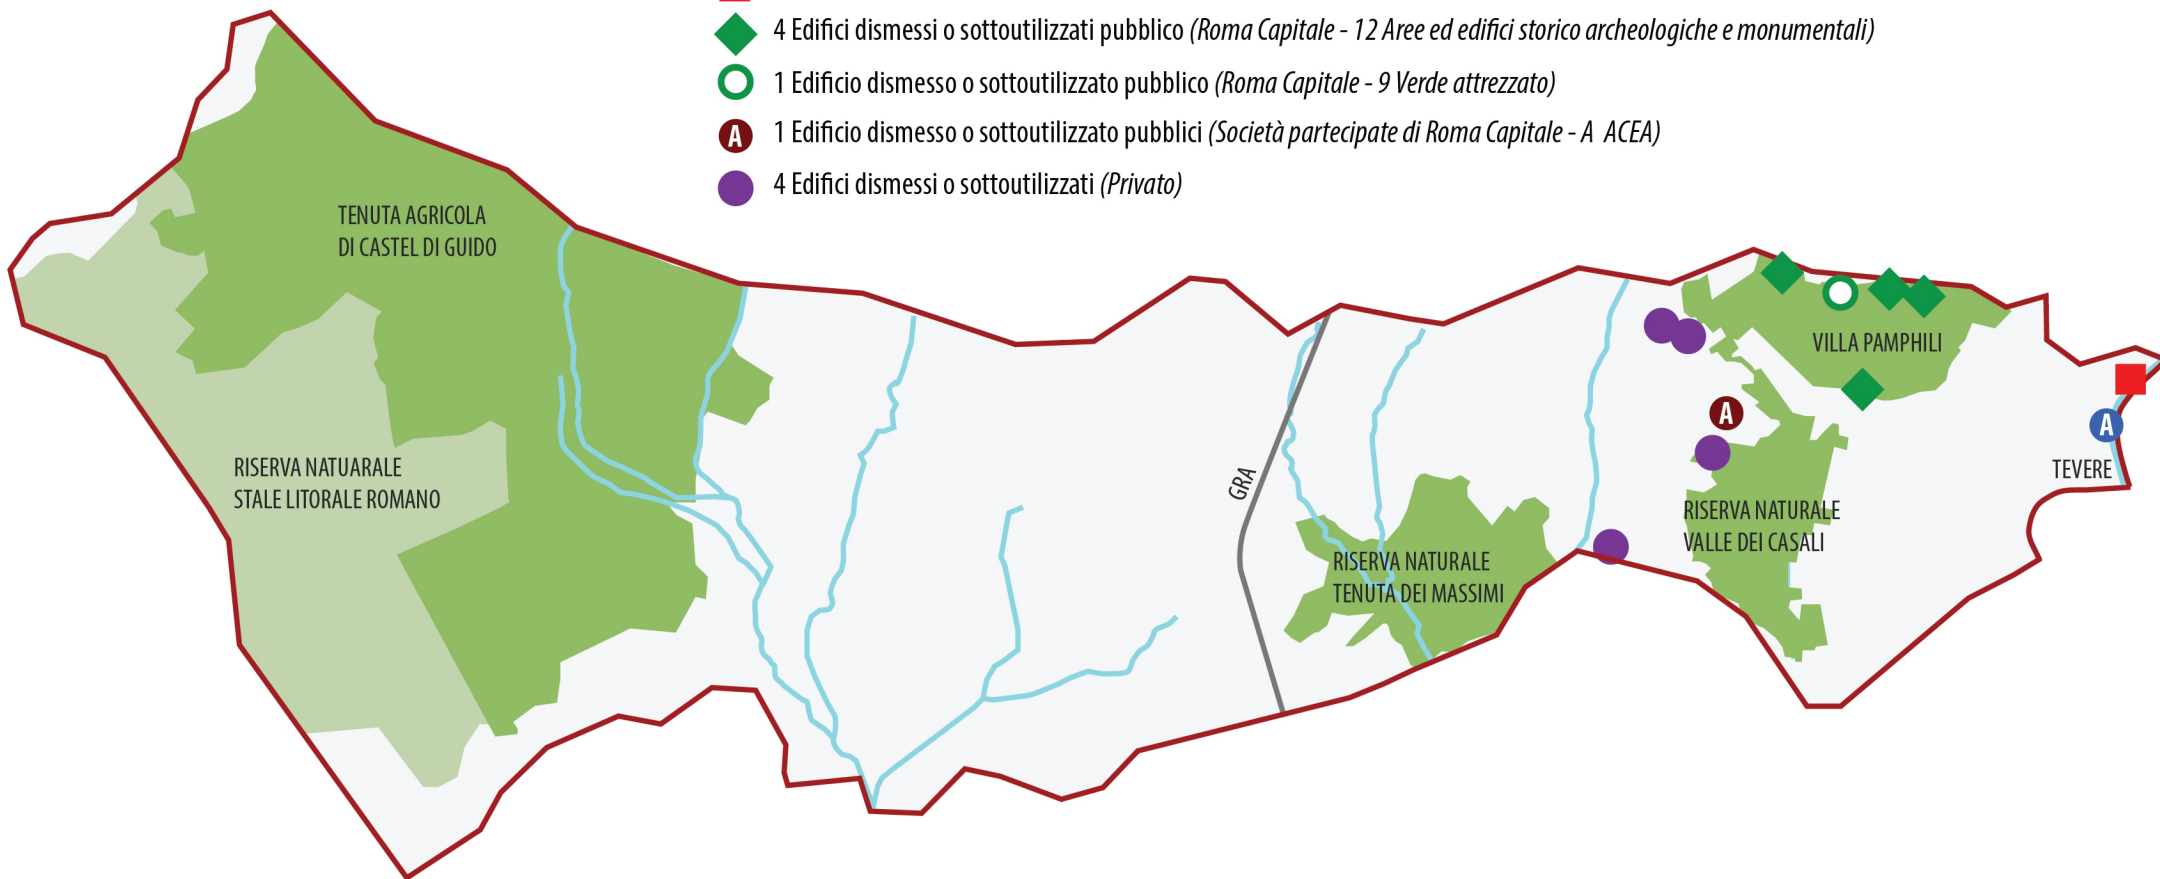 4 Edifici dismessi o sottoutilizzati pubblico (Roma Capitale - 12 Aree ed edifici storico archeologiche e monumentali)
1 Edificio dismesso o sottoutilizzato pubblico (Roma Capitale - 9 Verde attrezzato)
A 1 Edificio dismesso o sottoutilizzato pubblici (Società partecipate di Roma Capitale - A ACEA)
4 Edifici dismessi o sottoutilizzati (Privato)
TENUTA AGRICOLA
DI CASTEL DI GUIDO
VILLA PAMPHILI
A
A
TEVERE
RISERVA NATUARALE
STALE LITORALE ROMANO
GRA
RISERVA NATURALE
VALLE DEI CASALI
RISERVA NATURALE
TENUTA DEI MASSIMI